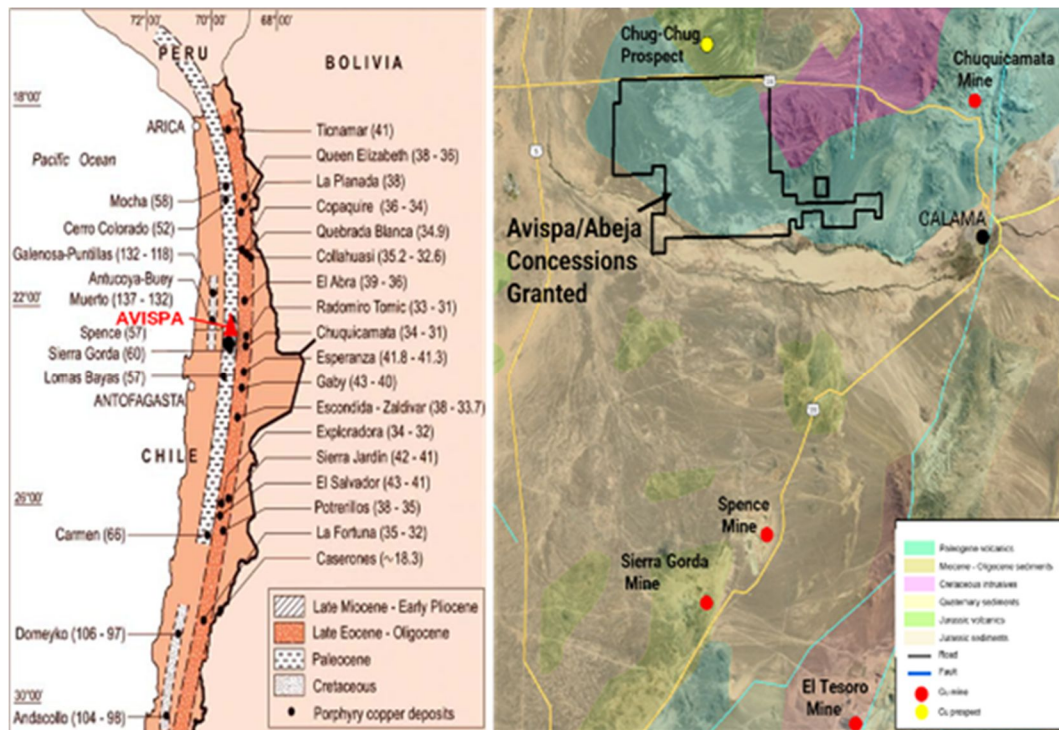 72°00'
70°00'
68°00'
PERU
BOLIVIA
18°00'
ARICA
Pacific Ocean
Mocha (58)
Cerro Colorado (52)
Galenosa-Puntillas (132 - 118)
Antucoya-Buey
Muerto (137 - 132)
22°00'
AVISPA
Spence (57)
Sierra Gorda (60)
Lomas Bayas (57)
ANTOFAGASTA
CHILE
26°00'
Carmen (66)
Domeyko (106 - 97)
30°00'
Andacollo (104 - 98)
Ticnamar (41)
Queen Elizabeth (38 - 36)
La Planada (38)
Copaquire (36 - 34)
Quebrada Blanca (34.9)
Collahuasi (35.2 - 32.6)
El Abra (39 - 36)
Radomiro Tomic (33 - 31)
Chuquicamata (34 - 31)
Esperanza (41.8 - 41.3)
Gaby (43 - 40)
Escondida - Zaldivar (38 - 33.7)
Exploradora (34 - 32)
Sierra Jardín (42 - 41)
El Salvador (43 - 41)
Potrerillos (38 - 35)
La Fortuna (35 - 32)
Caserones (~18.3)
Late Miocene - Early Pliocene
Late Eocene - Oligocene
Paleocene
Cretaceous
Porphyry copper deposits
Chug-Chug
Prospect
Chuquicamata
Mine
24
5
Avispa/Abeja
Concessions
Granted
CALAMA
25
Spence
Mine
Sierra Gorda
Mine
El Tesoro
Mine
Paleogene volcanics
Miocene - Oligocene sediments
Cretaceous intrusives
Quaternary sediments
Jurassic volcanics
Jurassic sediments
Road
Fault
Cu mine
Cu prospect